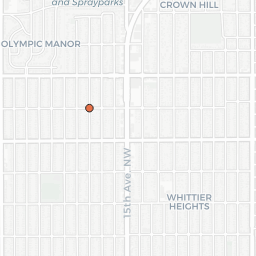 and Sprayparks
CROWN HILL
OLYMPIC MANOR
15th Ave. NW
WHITTIER
HEIGHTS